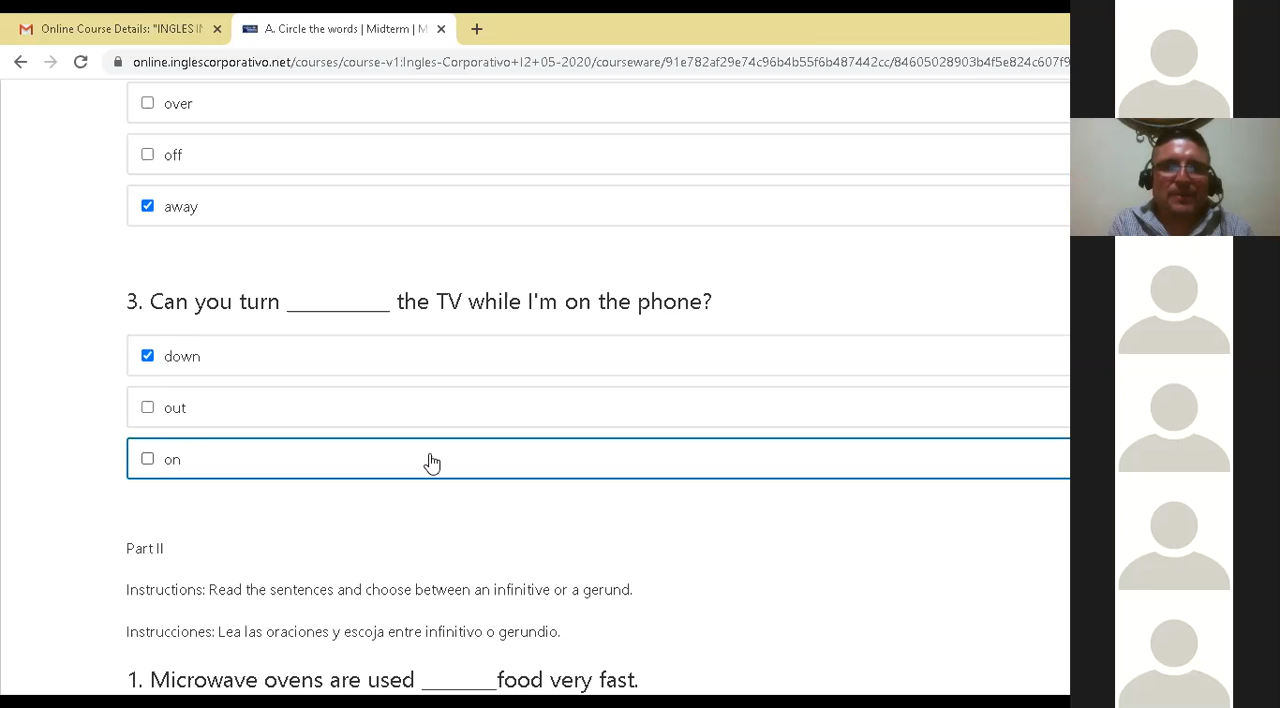 Online Course Details: "INGLES IN
A. Circle the words | Midterm | M
online.inglescorporativo.net/courses/course-v1:Ingles-Corporativo+I2+05-2020/courseware/91e782af29e74c96b4b55f6b487442cc/84605028903b4f5e824c607f9
over
off
away
3. Can you turn __________ the TV while I'm on the phone?
down
out
on
Part II
Instructions: Read the sentences and choose between an infinitive or a gerund.
Instrucciones: Lea las oraciones y escoja entre infinitivo o gerundio.
1. Microwave ovens are used _______food very fast.